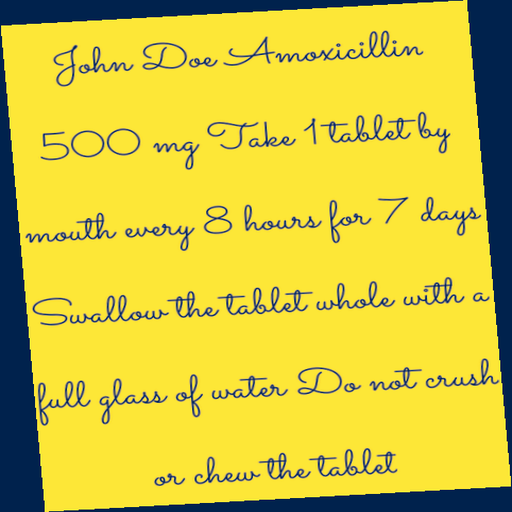 John Doe Amoxicillin
500 mg Take 1 tablet by
mouth every 8 hours for 7 days
Swallow the tablet whole with a
full glass of water Do not crush
or chew the tablet